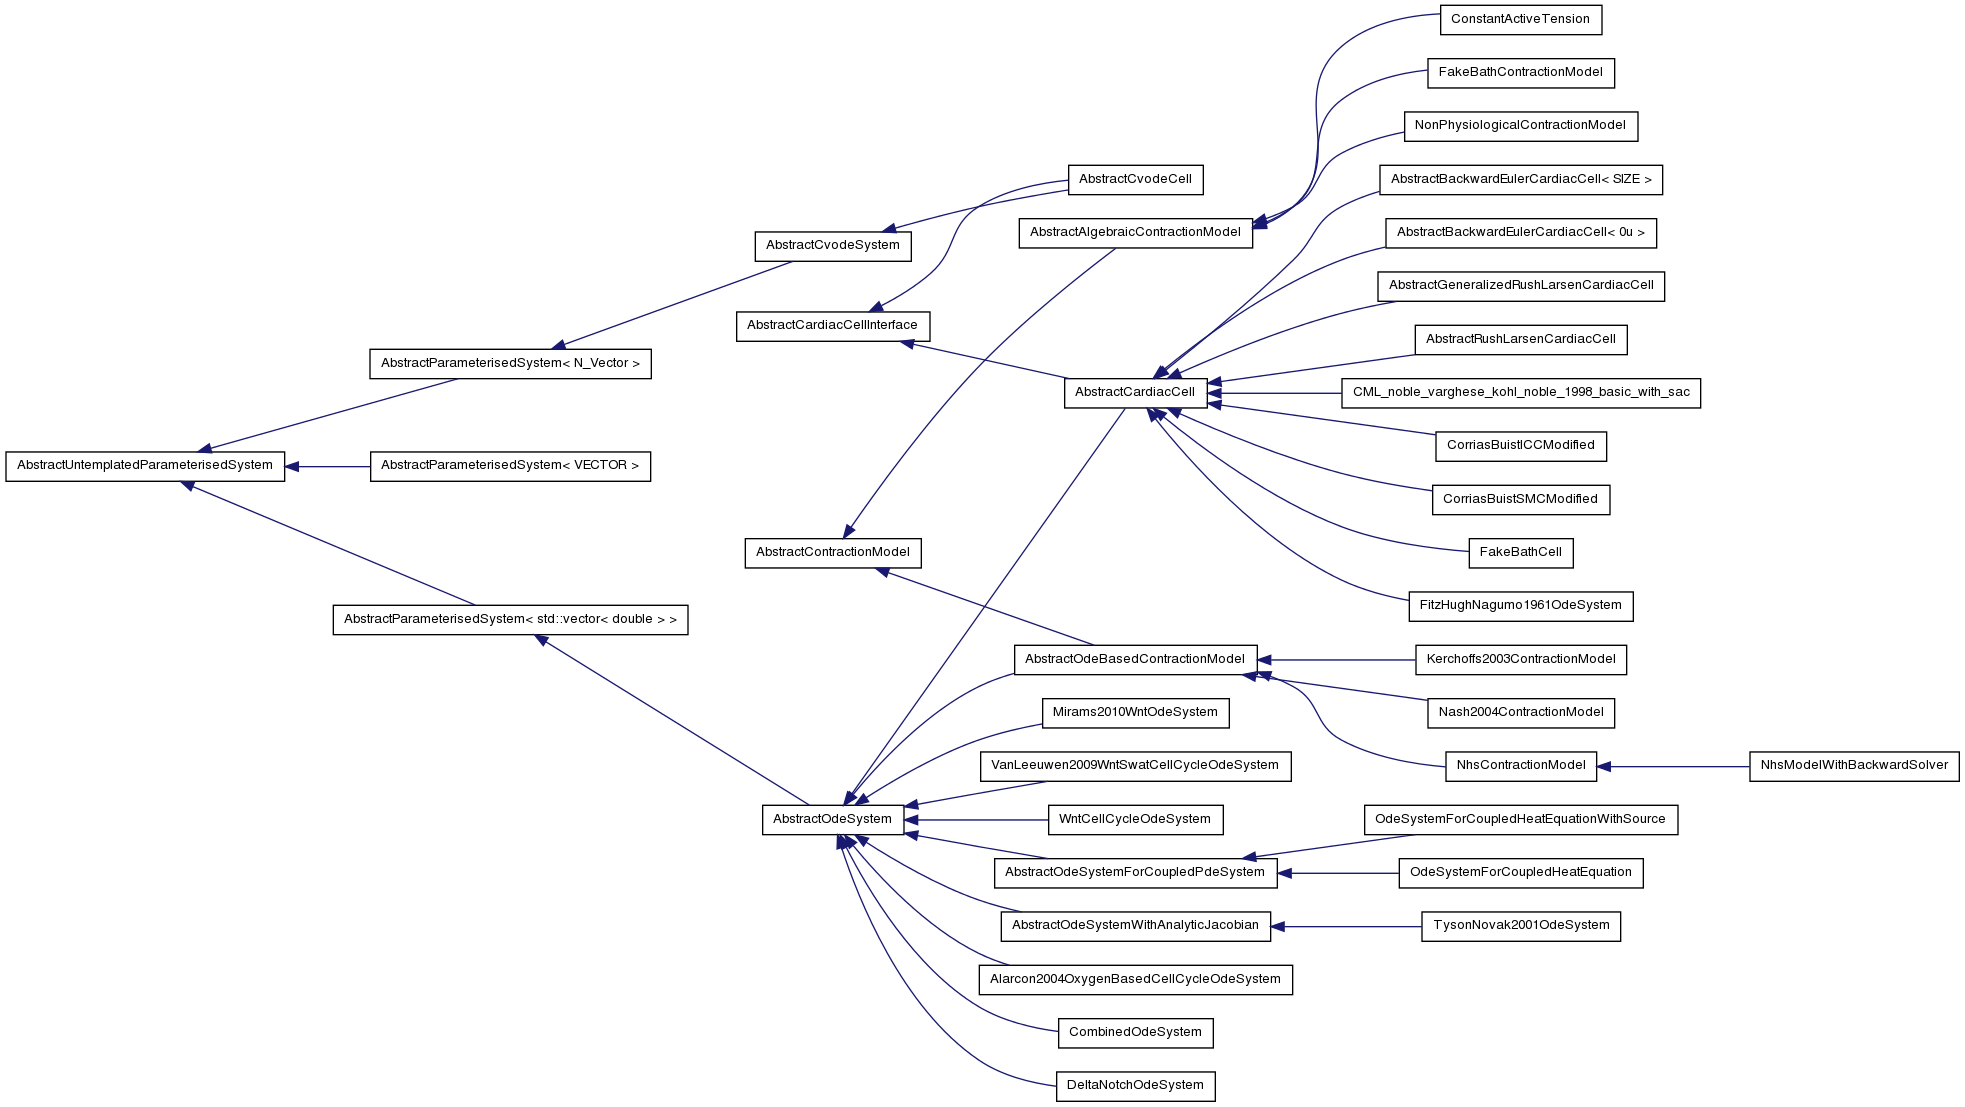 ConstantActiveTension
FakeBathContractionModel
NonPhysiologicalContractionModel
AbstractCvodeCell
AbstractBackwardEulerCardiacCell< SIZE >
AbstractCvodeSystem
AbstractAlgebraicContractionModel
AbstractBackwardEulerCardiacCell< 0u >
AbstractGeneralizedRushLarsenCardiacCell
AbstractCardiacCellInterface
AbstractRushLarsenCardiacCell
AbstractParameterisedSystem< N_Vector >
AbstractCardiacCell
CML_noble_varghese_kohl_noble_1998_basic_with_sac
CorriasBuistICCModified
AbstractUntemplatedParameterisedSystem
AbstractParameterisedSystem< VECTOR >
CorriasBuistSMCModified
AbstractContractionModel
FakeBathCell
FitzHughNagumo1961OdeSystem
AbstractParameterisedSystem< std::vector< double > >
AbstractOdeBasedContractionModel
Kerchoffs2003ContractionModel
Mirams2010WntOdeSystem
Nash2004ContractionModel
VanLeeuwen2009WntSwatCellCycleOdeSystem
NhsContractionModel
NhsModelWithBackwardSolver
AbstractOdeSystem
WntCellCycleOdeSystem
OdeSystemForCoupledHeatEquationWithSource
AbstractOdeSystemForCoupledPdeSystem
OdeSystemForCoupledHeatEquation
AbstractOdeSystemWithAnalyticJacobian
TysonNovak2001OdeSystem
Alarcon2004OxygenBasedCellCycleOdeSystem
CombinedOdeSystem
DeltaNotchOdeSystem